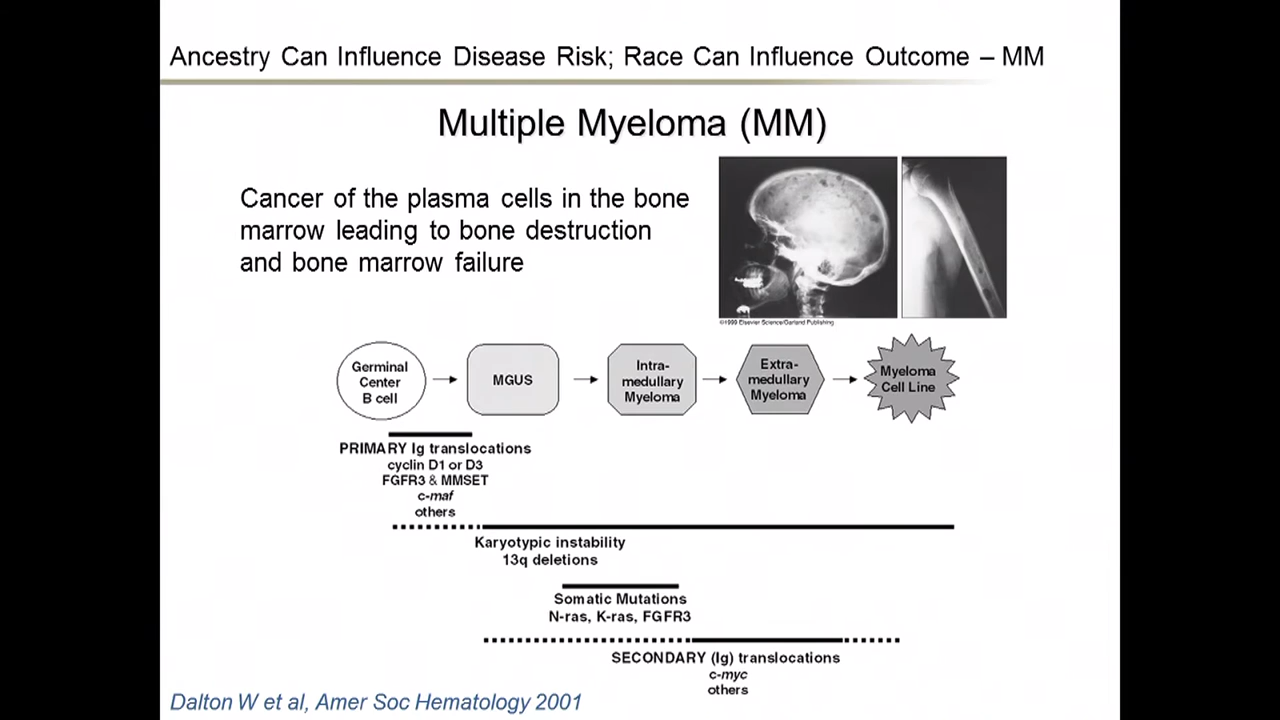 Ancestry Can Influence Disease Risk; Race Can Influence Outcome – MM
Multiple Myeloma (MM)
Cancer of the plasma cells in the bone
marrow leading to bone destruction
and bone marrow failure
©1999 Elsevier Science/Garland Publishing
Germinal
Center
B cell
MGUS
Intra-
medullary
Myeloma
Extra-
medullary
Myeloma
Myeloma
Cell Line
PRIMARY Ig translocations
cyclin D1 or D3
FGFR3 & MMSET
c-maf
others
Karyotypic instability
13q deletions
Somatic Mutations
N-ras, K-ras, FGFR3
SECONDARY (Ig) translocations
c-myc
others
Dalton W et al, Amer Soc Hematology 2001